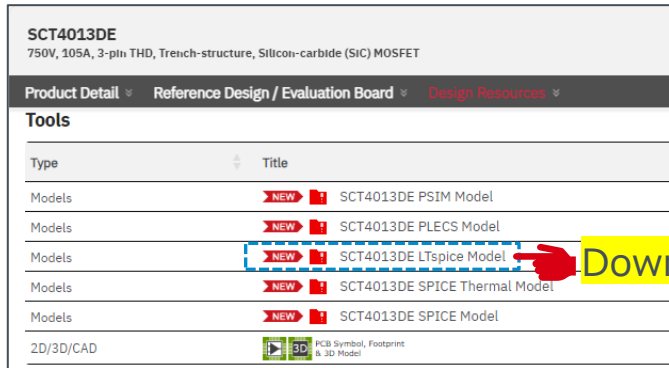 SCT4013DE
750V, 105A, 3-pin THD, Trench-structure, Silicon-carbide (SiC) MOSFET
Product Detail Reference Design / Evaluation Board Design Resources
Tools
Type Title
Models NEW SCT4013DE PSIM Model
Models NEW SCT4013DE PLECS Model
Models NEW SCT4013DE LTspice Model Down
Models NEW SCT4013DE SPICE Thermal Model
Models NEW SCT4013DE SPICE Model
2D/3D/CAD 3D PCB Symbol, Footprint
& 3D Model